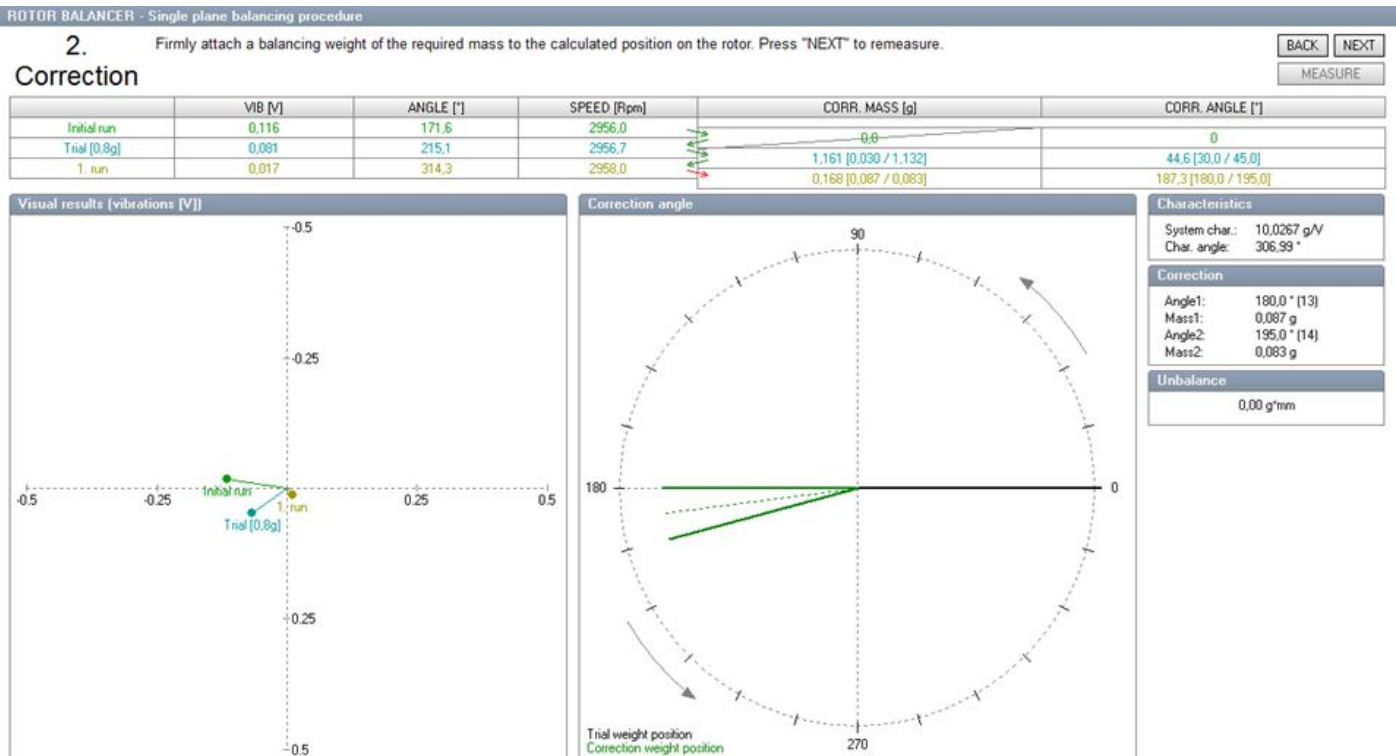 ROTOR BALANCER - Single plane balancing procedure
2.
Correction
Firmly attach a balancing weight of the required mass to the calculated position on the rotor. Press "NEXT" to remeasure.
BACK NEXT
MEASURE
VIB [V] ANGLE [°] SPEED [Rpm] CORR. MASS [g] CORR. ANGLE [°]
Initial run 0,116 171,6 2956,0 0,0 0
Trial [0,8g] 0,081 215,1 2956,7 1,161 [0,030 / 1,132] 44,6 [30,0 / 45,0]
1. run 0,017 314,3 2958,0 0,168 [0,087 / 0,083] 187,3 [180,0 / 195,0]
Visual results (vibrations [V])
-0.5
-0.25
-0.5 -0.25 0.25 0.5
Initial run
1. run
Trial [0,8g]
0.25
0.5
Correction angle
90
180
0
270
Trial weight position
Correction weight position
Characteristics
System char.: 10,0267 g/V
Char. angle: 306,99 °
Correction
Angle1: 180,0 ° (13)
Mass1: 0,087 g
Angle2: 195,0 ° (14)
Mass2: 0,083 g
Unbalance
0,00 g*mm